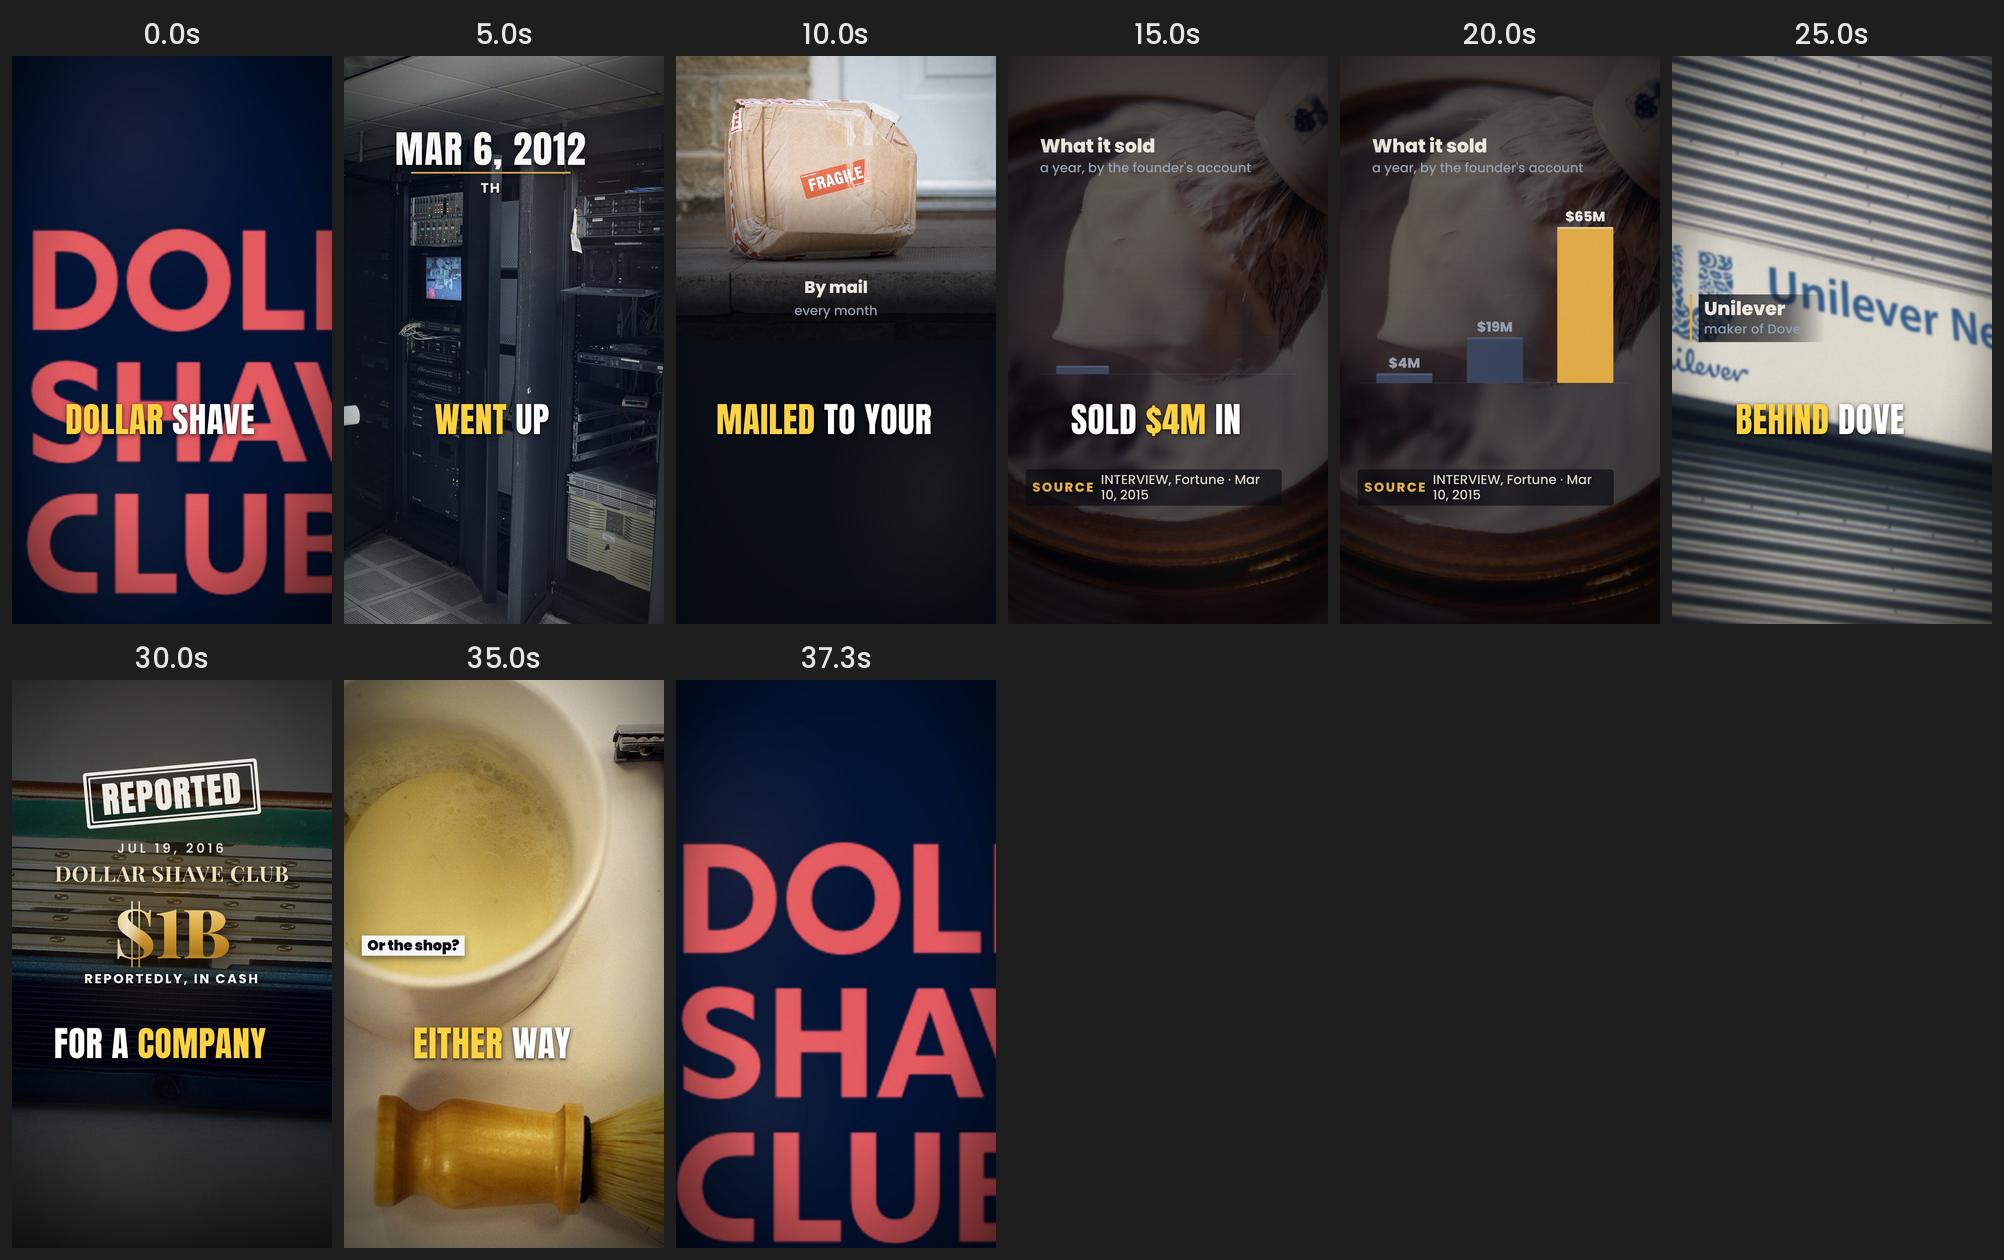 0.0s
5.0s
10.0s
15.0s
20.0s
25.0s
DOLL
SHAV
CLUB
DOLLAR SHAVE
MAR 6, 2012
TH
WENT UP
FRAGILE
By mail
every month
MAILED TO YOUR
What it sold
a year, by the founder's account
SOLD $4M IN
SOURCE INTERVIEW, Fortune · Mar
10, 2015
What it sold
a year, by the founder's account
$65M
$19M
$4M
SOURCE INTERVIEW, Fortune · Mar
10, 2015
Unilever Ne
Unilever
maker of Dove
ilever
BEHIND DOVE
30.0s
35.0s
37.3s
REPORTED
JUL 19, 2016
DOLLAR SHAVE CLUB
$1B
REPORTEDLY, IN CASH
FOR A COMPANY
Or the shop?
EITHER WAY
DOLL
SHAV
CLUB